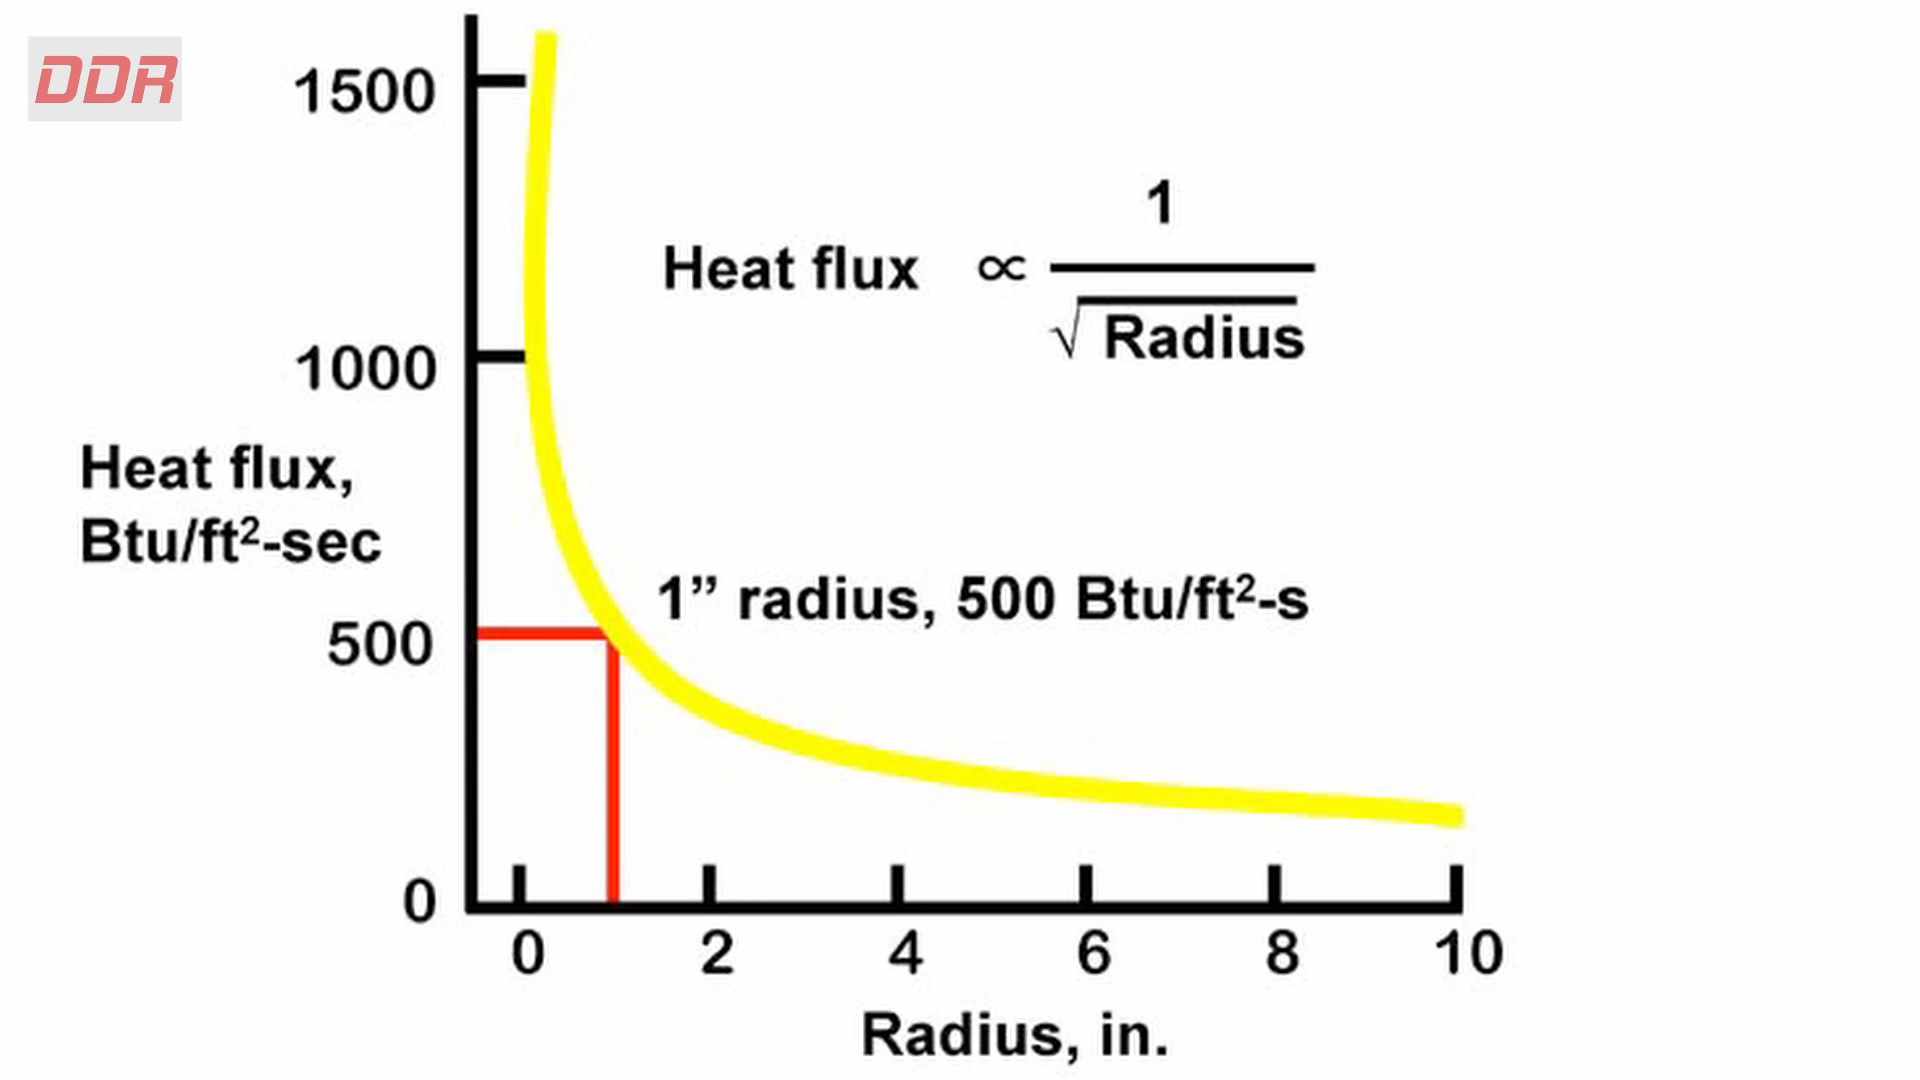 DDR
1500
1000
Heat flux,
Btu/ft²-sec
500
0
Heat flux ∝ 1
√ Radius
1” radius, 500 Btu/ft²-s
0 2 4 6 8 10
Radius, in.